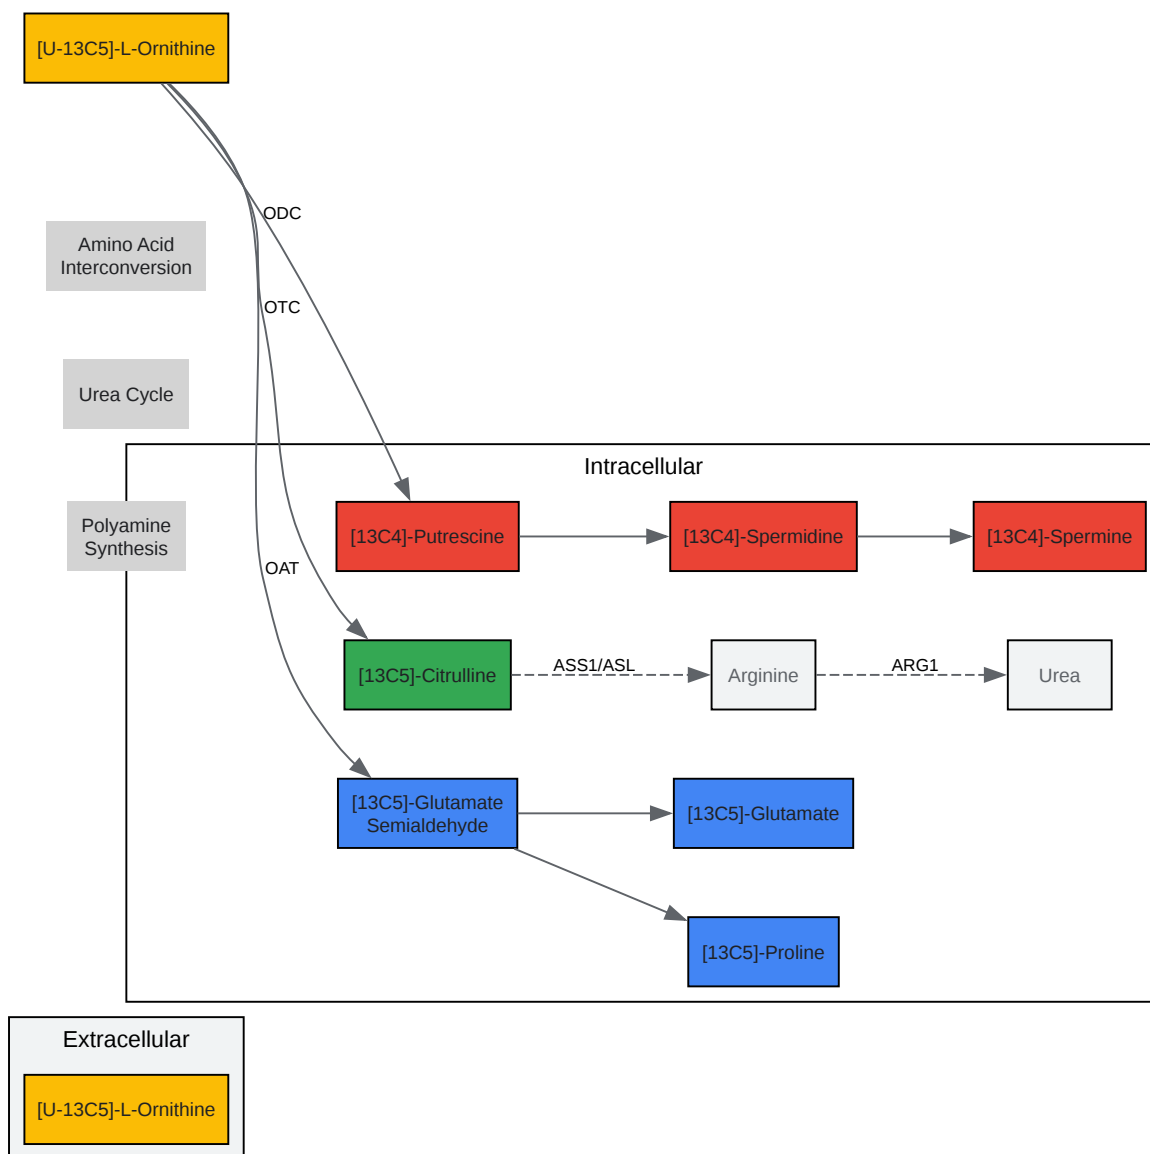 [U-13C5]-L-Ornithine
ODC
Amino Acid
Interconversion
OTC
Urea Cycle
Intracellular
Polyamine
Synthesis
[13C4]-Putrescine
[13C4]-Spermidine
[13C4]-Spermine
OAT
[13C5]-Citrulline
ASS1/ASL
Arginine
ARG1
Urea
[13C5]-Glutamate
Semialdehyde
[13C5]-Glutamate
[13C5]-Proline
Extracellular
[U-13C5]-L-Ornithine